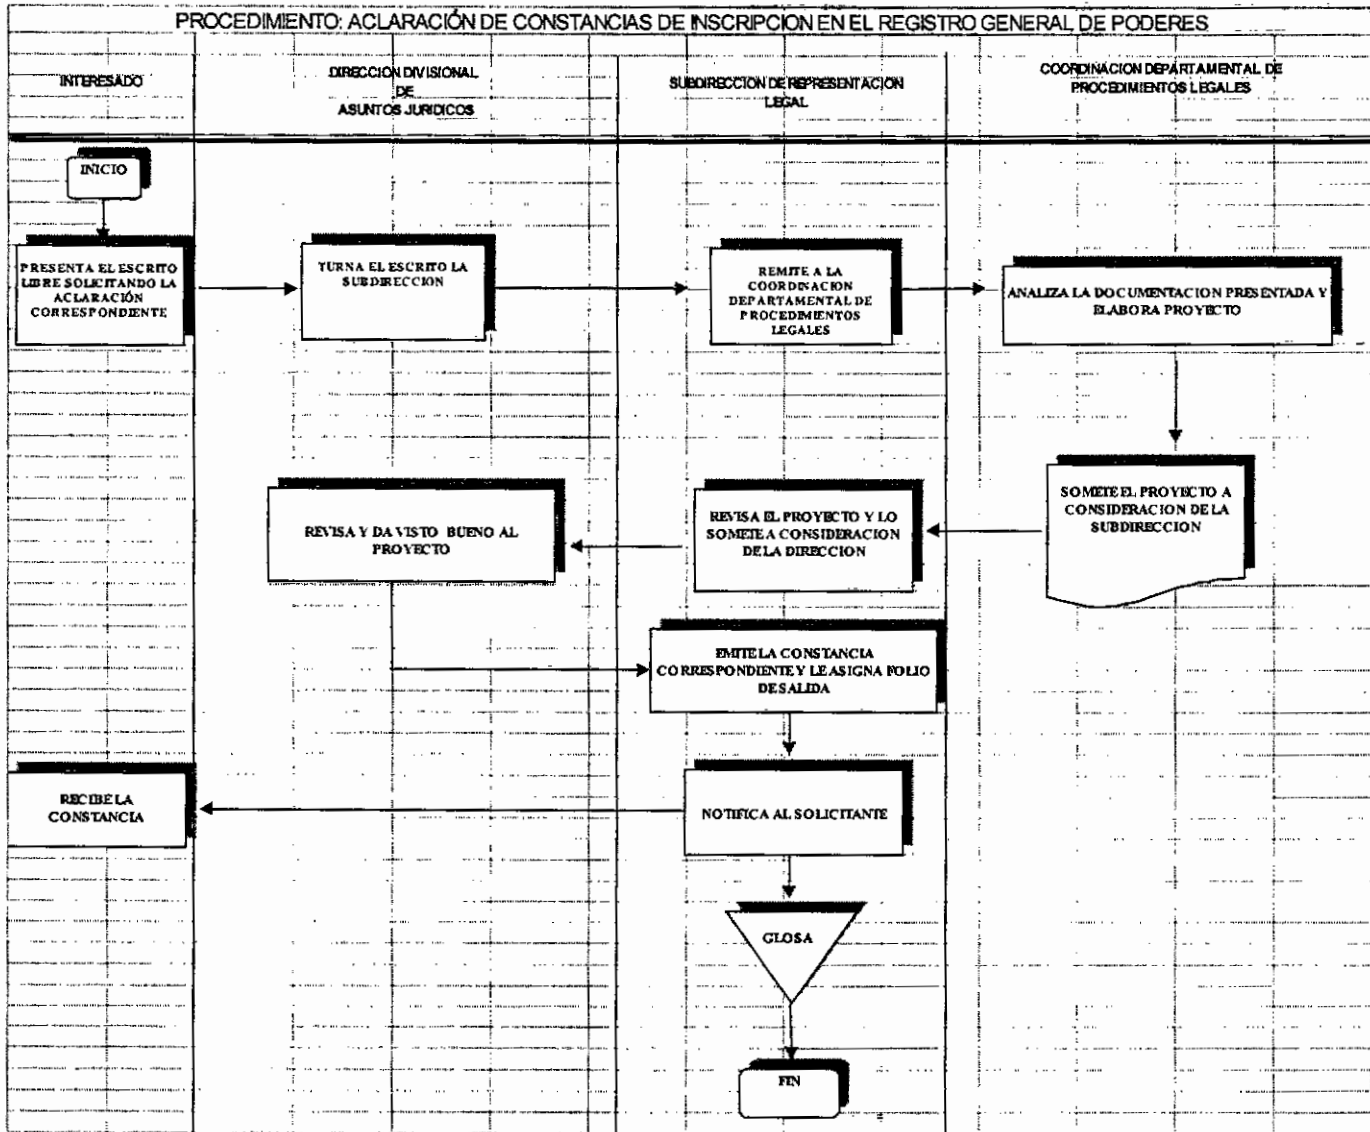 PROCEDIMIENTO: ACLARACIÓN DE CONSTANCIAS DE INSCRIPCION EN EL REGISTRO GENERAL DE PODERES
INTERESADO
DIRECCION DIVISIONAL
DE
ASUNTOS JURIDICOS
SUBDIRECCION DE REPRESENTACION
LEGAL
COORDINACION DEPARTAMENTAL DE
PROCEDIMIENTOS LEGALES
INICIO
PRESENTA EL ESCRITO
LIBRE SOLICITANDO LA
ACLARACIÓN
CORRESPONDIENTE
TURNA EL ESCRITO LA
SUBDIRECCION
REMITE A LA
COORDINACION
DEPARTAMENTAL DE
PROCEDIMIENTOS
LEGALES
ANALIZA LA DOCUMENTACION PRESENTADA Y
ELABORA PROYECTO
SOMETE EL PROYECTO A
CONSIDERACION DE LA
SUBDIRECCION
REVISA EL PROYECTO Y LO
SOMETE A CONSIDERACION
DE LA DIRECCION
REVISA Y DA VISTO BUENO AL
PROYECTO
EMITE LA CONSTANCIA
CORRESPONDIENTE Y LE ASIGNA FOLIO
DE SALIDA
NOTIFICA AL SOLICITANTE
RECIBE LA
CONSTANCIA
GLOSA
FIN